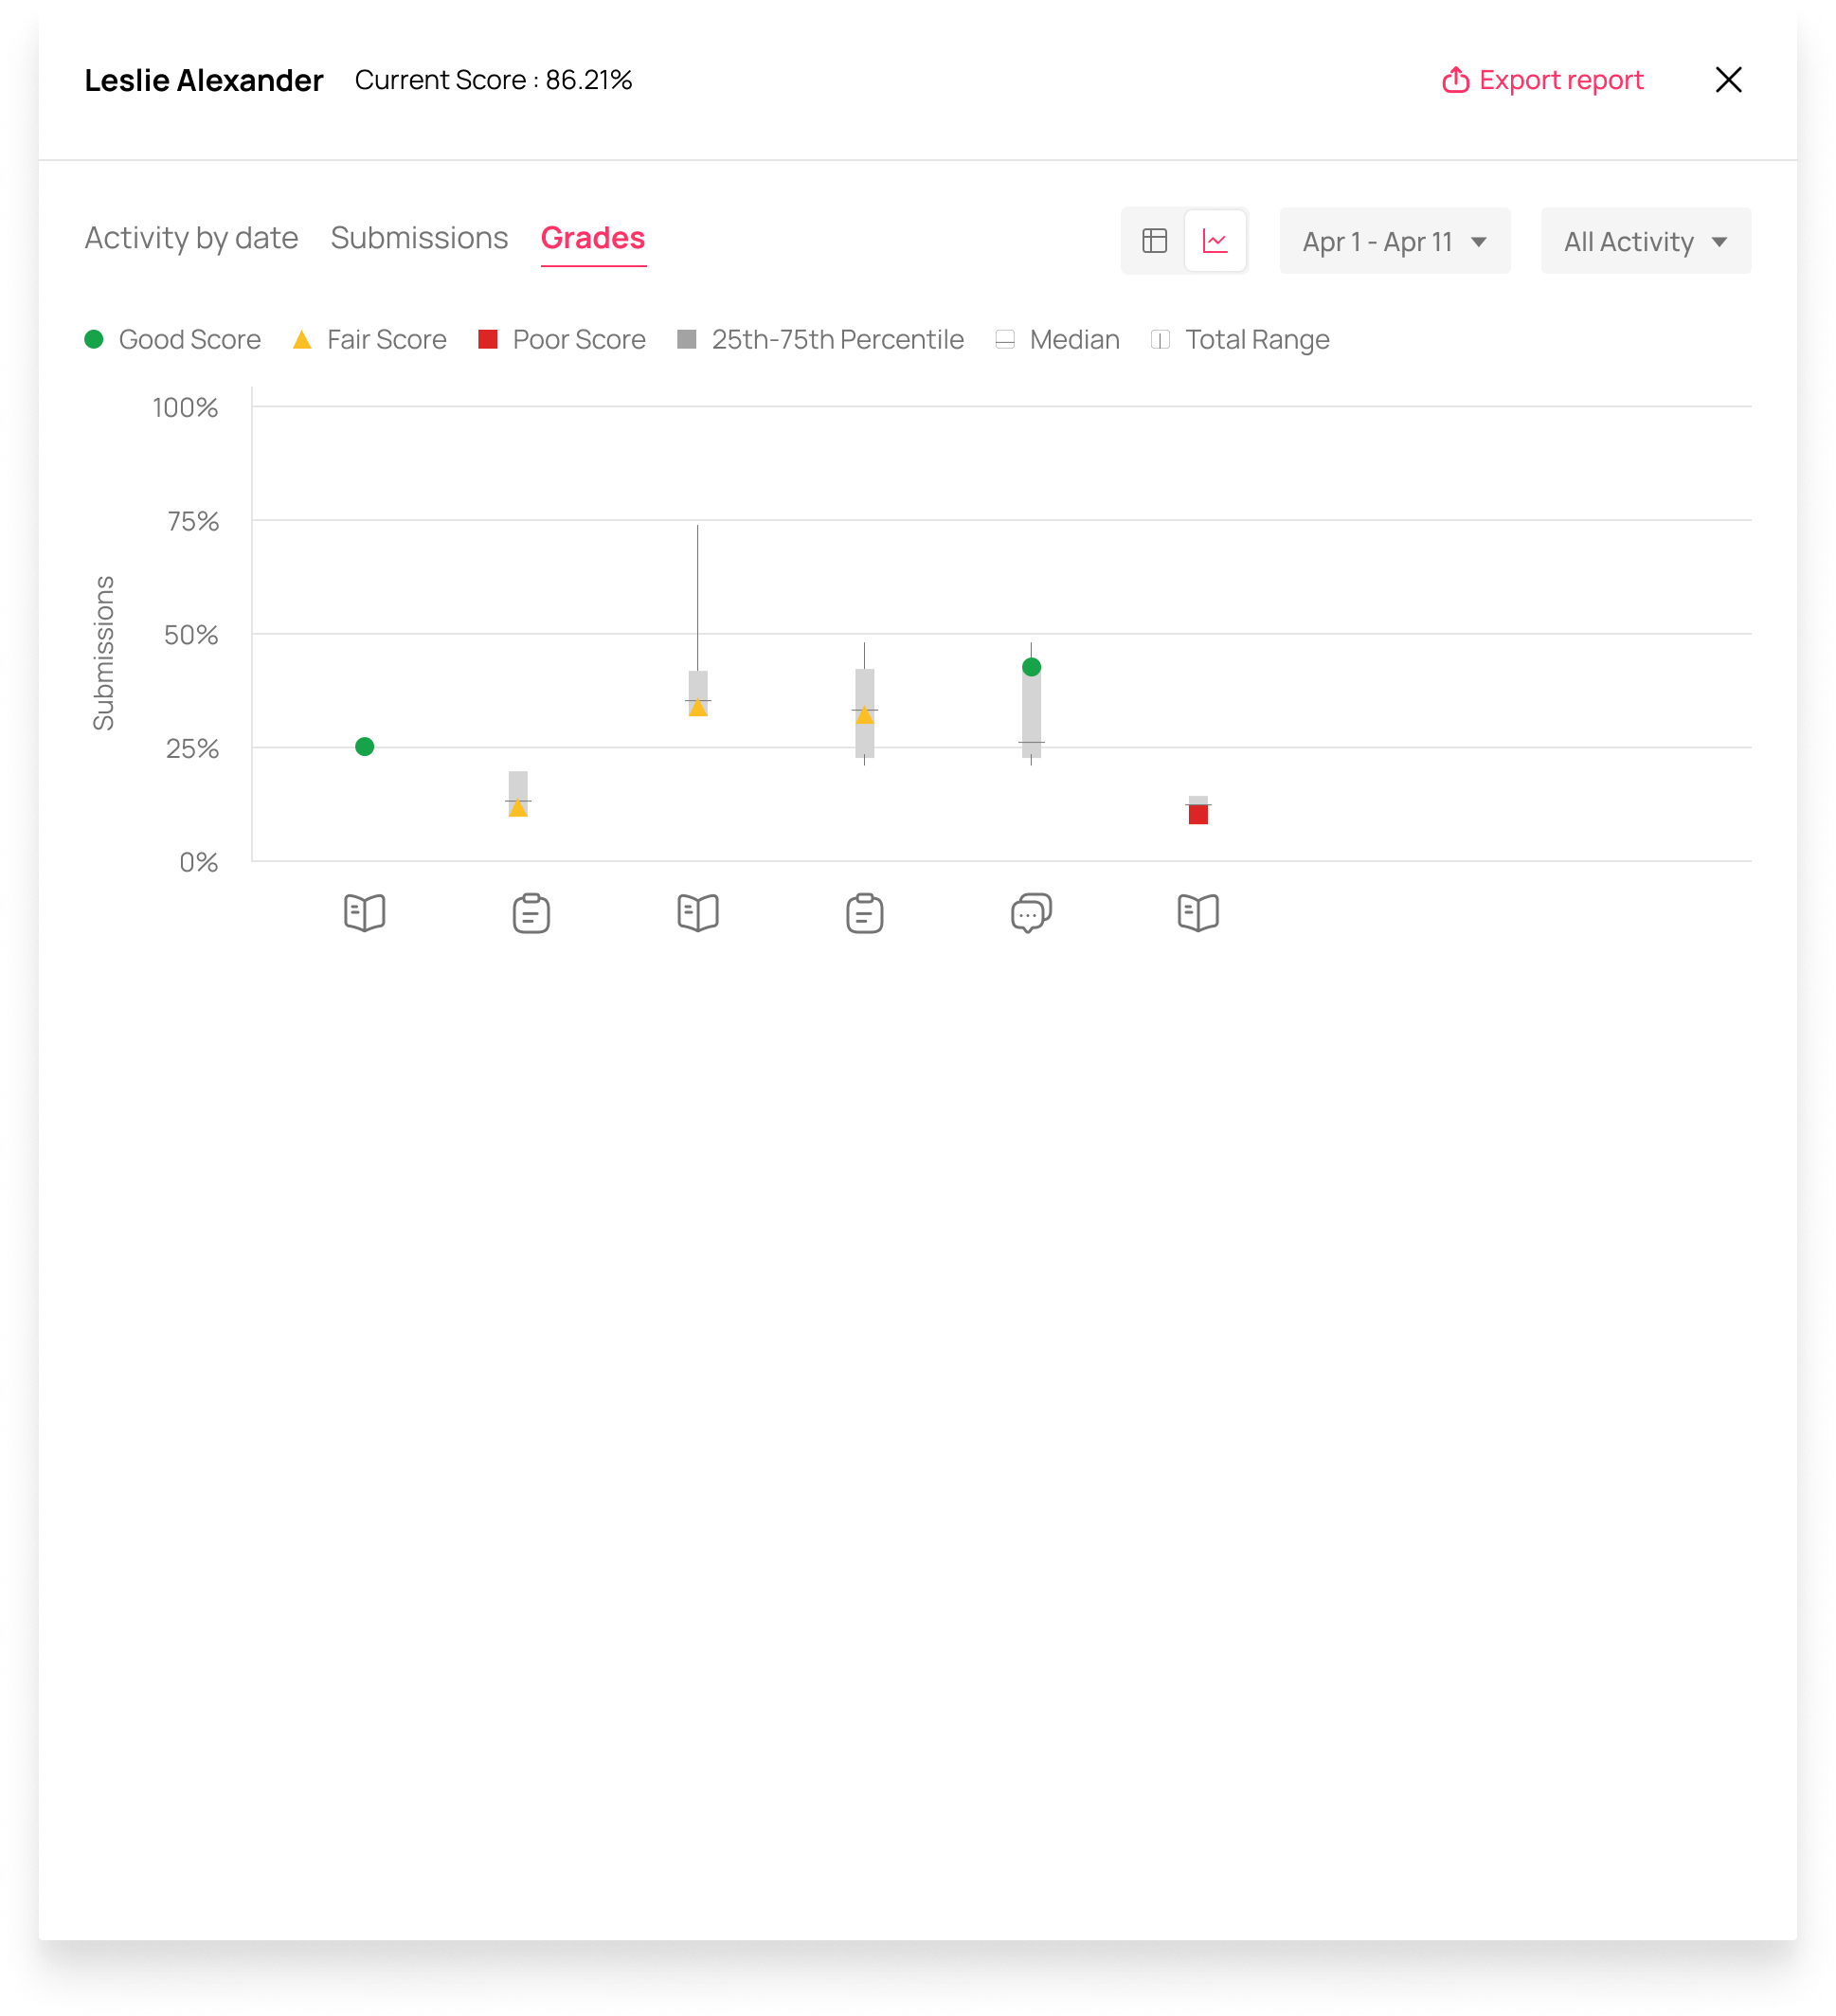 Leslie Alexander Current Score : 86.21% Export report
Activity by date Submissions Grades Apr 1 - Apr 11 All Activity
Good Score Fair Score Poor Score 25th-75th Percentile Median Total Range
100%
75%
50%
25%
0%
Submissions